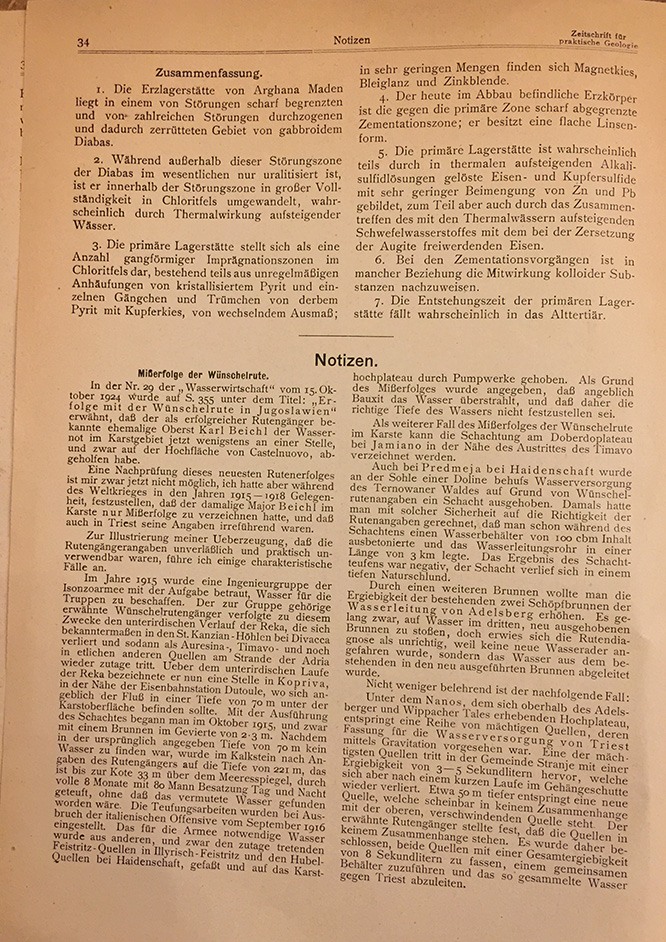 34
Notizen
Zeitschrift für
praktische Geologie
Zusammenfassung.
1. Die Erzlagerstätte von Arghana Maden
liegt in einem von Störungen scharf begrenzten
und von zahlreichen Störungen durchzogenen
und dadurch zerrütteten Gebiet von gabbroidem
Diabas.
2. Während außerhalb dieser Störungszone
der Diabas im wesentlichen nur uralitisiert ist,
ist er innerhalb der Störungszone in großer Voll-
ständigkeit in Chloritfels umgewandelt, wahr-
scheinlich durch Thermalwirkung aufsteigender
Wässer.
3. Die primäre Lagerstätte stellt sich als eine
Anzahl gangförmiger Imprägnationszonen im
Chloritfels dar, bestehend teils aus unregelmäßigen
Anhäufungen von kristallisiertem Pyrit und ein-
zelnen Gängchen und Trümchen von derbem
Pyrit mit Kupferkies, von wechselndem Ausmaß;
in sehr geringen Mengen finden sich Magnetkies,
Bleiglanz und Zinkblende.
4. Der heute im Abbau befindliche Erzkörper
ist die gegen die primäre Zone scharf abgegrenzte
Zementationszone; er besitzt eine flache Linsen-
form.
5. Die primäre Lagerstätte ist wahrscheinlich
teils durch in thermalen aufsteigenden Alkali-
sulfidlösungen gelöste Eisen- und Kupfersulfide
mit sehr geringer Beimengung von Zn und Pb
gebildet, zum Teil aber auch durch das Zusammen-
treffen des mit den Thermalwässern aufsteigenden
Schwefelwasserstoffes mit dem bei der Zersetzung
der Augite freiwerdenden Eisen.
6. Bei den Zementationsvorgängen ist in
mancher Beziehung die Mitwirkung kolloider Sub-
stanzen nachzuweisen.
7. Die Entstehungszeit der primären Lager-
stätte fällt wahrscheinlich in das Alttertiär.
Notizen.
Mißerfolge der Wünschelrute.
In der Nr. 29 der „Wasserwirtschaft“ vom 15. Ok-
tober 1924 wurde auf S. 355 unter dem Titel: „Er-
folge mit der Wünschelrute in Jugoslawien“
erwähnt, daß der als erfolgreicher Rutengänger be-
kannte ehemalige Oberst Karl Beichl der Wasser-
not im Karstgebiet jetzt wenigstens an einer Stelle,
und zwar auf der Hochfläche von Castelnuovo, ab-
geholfen habe.
Eine Nachprüfung dieses neuesten Rutenerfolges
ist mir zwar jetzt nicht möglich, ich hatte aber während
des Weltkrieges in den Jahren 1915—1918 Gelegen-
heit, festzustellen, daß der damalige Major Beichl im
Karste nur Mißerfolge zu verzeichnen hatte, und daß
auch in Triest seine Angaben irreführend waren.
Zur Illustrierung meiner Ueberzeugung, daß die
Rutengängerangaben unverläßlich und praktisch un-
verwendbar waren, führe ich einige charakteristische
Fälle an.
Im Jahre 1915 wurde eine Ingenieurgruppe der
Isonzoarmee mit der Aufgabe betraut, Wasser für die
Truppen zu beschaffen. Der zur Gruppe gehörige
erwähnte Wünschelrutengänger verfolgte zu diesem
Zwecke den unterirdischen Verlauf der Reka, die sich
bekanntermaßen in den St. Kanzian-Höhlen bei Divacca
verliert und sodann als Auresina-, Timavo- und noch
in etlichen anderen Quellen am Strande der Adria
wieder zutage tritt. Ueber dem unterirdischen Laufe
der Reka bezeichnete er nun eine Stelle in Kopriva,
in der Nähe der Eisenbahnstation Dutoule, wo sich an-
geblich der Fluß in einer Tiefe von 70 m unter der
Karstoberfläche befinden sollte. Mit der Ausführung
des Schachtes begann man im Oktober 1915, und zwar
mit einem Brunnen im Gevierte von 2·3 m. Nachdem
in der ursprünglich angegebenen Tiefe von 70 m kein
Wasser zu finden war, wurde im Kalkstein nach An-
gaben des Rutengängers auf die Tiefe von 221 m, das
ist bis zur Kote 33 m über dem Meeresspiegel, durch
volle 8 Monate mit 80 Mann Besatzung Tag und Nacht
geteuft, ohne daß das vermutete Wasser gefunden
worden wäre. Die Teufungsarbeiten wurden bei Aus-
bruch der italienischen Offensive vom September 1916
eingestellt. Das für die Armee notwendige Wasser
wurde aus anderen, und zwar den zutage tretenden
Feistritz-Quellen in Illyrisch-Feistritz und den Hubel-
Quellen bei Haidenschaft, gefaßt und auf das Karst-
hochplateau durch Pumpwerke gehoben. Als Grund
des Mißerfolges wurde angegeben, daß angeblich
Bauxit das Wasser überstrahlt, und daß daher die
richtige Tiefe des Wassers nicht festzustellen sei.
Als weiterer Fall des Mißerfolges der Wünschelrute
im Karste kann die Schachtung am Doberdoplateau
bei Jamiano in der Nähe des Austrittes des Timavo
verzeichnet werden.
Auch bei Predmeja bei Haidenschaft wurde
an der Sohle einer Doline behufs Wasserversorgung
des Ternowaner Waldes auf Grund von Wünschel-
rutenangaben ein Schacht ausgehoben. Damals hatte
man mit solcher Sicherheit auf die Richtigkeit der
Rutenangaben gerechnet, daß man schon während des
Schachtens einen Wasserbehälter von 100 cbm Inhalt
ausbetonierte und das Wasserleitungsrohr in einer
Länge von 3 km legte. Das Ergebnis des Schacht-
teufens war negativ, der Schacht verlief sich in einem
tiefen Naturschlund.
Durch einen weiteren Brunnen wollte man die
Ergiebigkeit der bestehenden zwei Schöpfbrunnen der
Wasserleitung von Adelsberg erhöhen. Es ge-
lang zwar, auf Wasser im dritten, neu ausgehobenen
Brunnen zu stoßen, doch erwies sich die Rutendia-
gnose als unrichtig, weil keine neue Wasserader an-
gefahren wurde, sondern das Wasser aus dem be-
stehenden in den neu ausgeführten Brunnen abgeleitet
wurde.
Nicht weniger belehrend ist der nachfolgende Fall:
Unter dem Nanos, dem sich oberhalb des Adels-
berger und Wippacher Tales erhebenden Hochplateau,
entspringt eine Reihe von mächtigen Quellen, deren
Fassung für die Wasserversorgung von Triest
mittels Gravitation vorgesehen war. Eine der mäch-
tigsten Quellen tritt in der Gemeinde Stranje mit einer
Ergiebigkeit von 3—5 Sekundlitern hervor, welche
sich aber nach einem kurzen Laufe im Gehängeschutte
wieder verliert. Etwa 50 m tiefer entspringt eine neue
Quelle, welche scheinbar in keinem Zusammenhange
mit der oberen, verschwindenden Quelle steht. Der
erwähnte Rutengänger stellte fest, daß die Quellen in
keinem Zusammenhange stehen. Es wurde daher be-
schlossen, beide Quellen mit einer Gesamtergiebigkeit
von 8 Sekundlitern zu fassen, einem gemeinsamen
Behälter zuzuführen und das so gesammelte Wasser
gegen Triest abzuleiten.